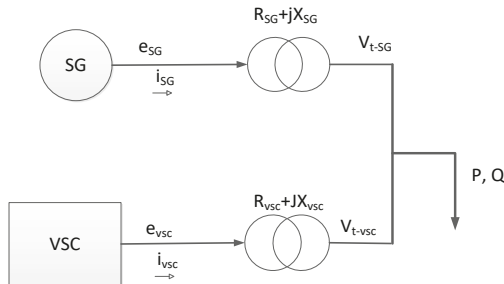 R_SG+jX_SG
e_SG
V_t-SG
SG
i_SG
P, Q
R_vsc+JX_vsc
e_vsc
V_t-vsc
VSC
i_vsc